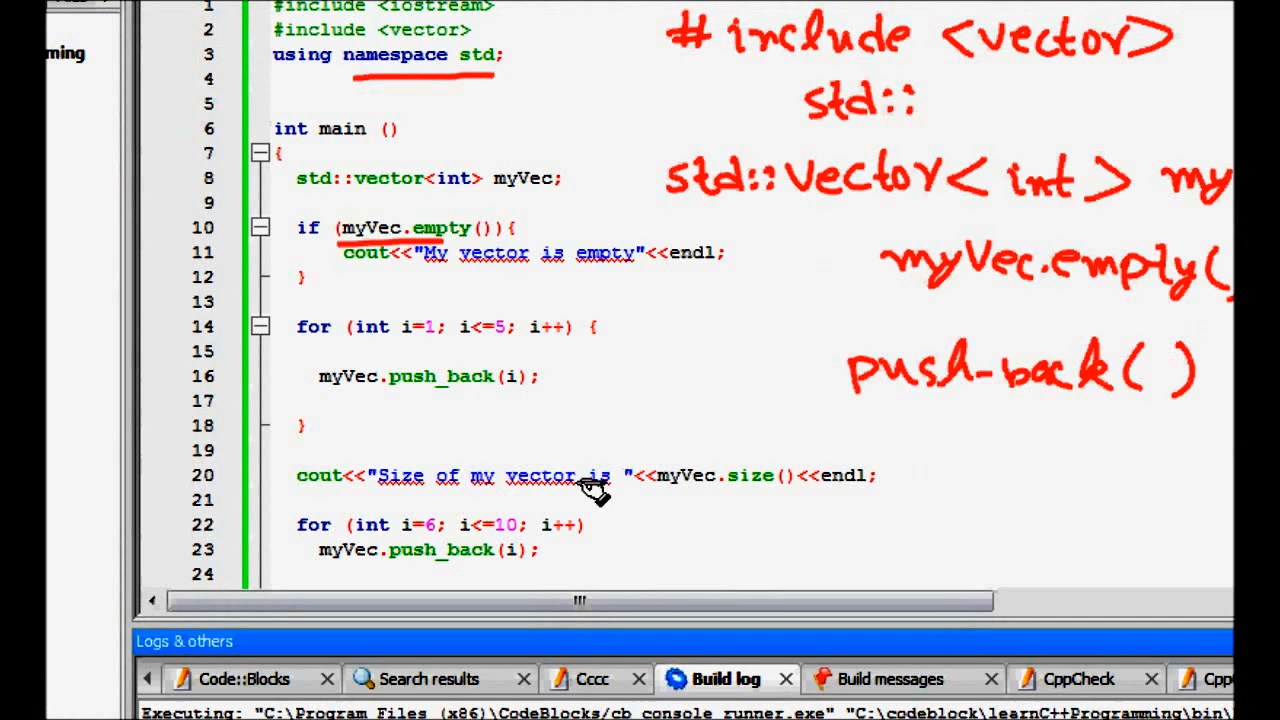 1 #include <iostream>
2 #include <vector>
3 using namespace std;
4
5
6 int main ()
7 {
8 std::vector<int> myVec;
9
10 if (myVec.empty()){
11 cout<<"My vector is empty"<<endl;
12 }
13
14 for (int i=1; i<=5; i++) {
15
16 myVec.push_back(i);
17
18 }
19
20 cout<<"Size of my vector is "<<myVec.size()<<endl;
21
22 for (int i=6; i<=10; i++)
23 myVec.push_back(i);
24
ming
# include <vector>
std::
std::vector< int > my
myVec.empty(
push_back( )
Logs & others
Code::Blocks
Search results
Cccc
Build log
Build messages
CppCheck
Executing: "C:\Program Files (x86)\CodeBlocks/cb_console_runner.exe" "C:\codeblock\learnC++Programming\bin\